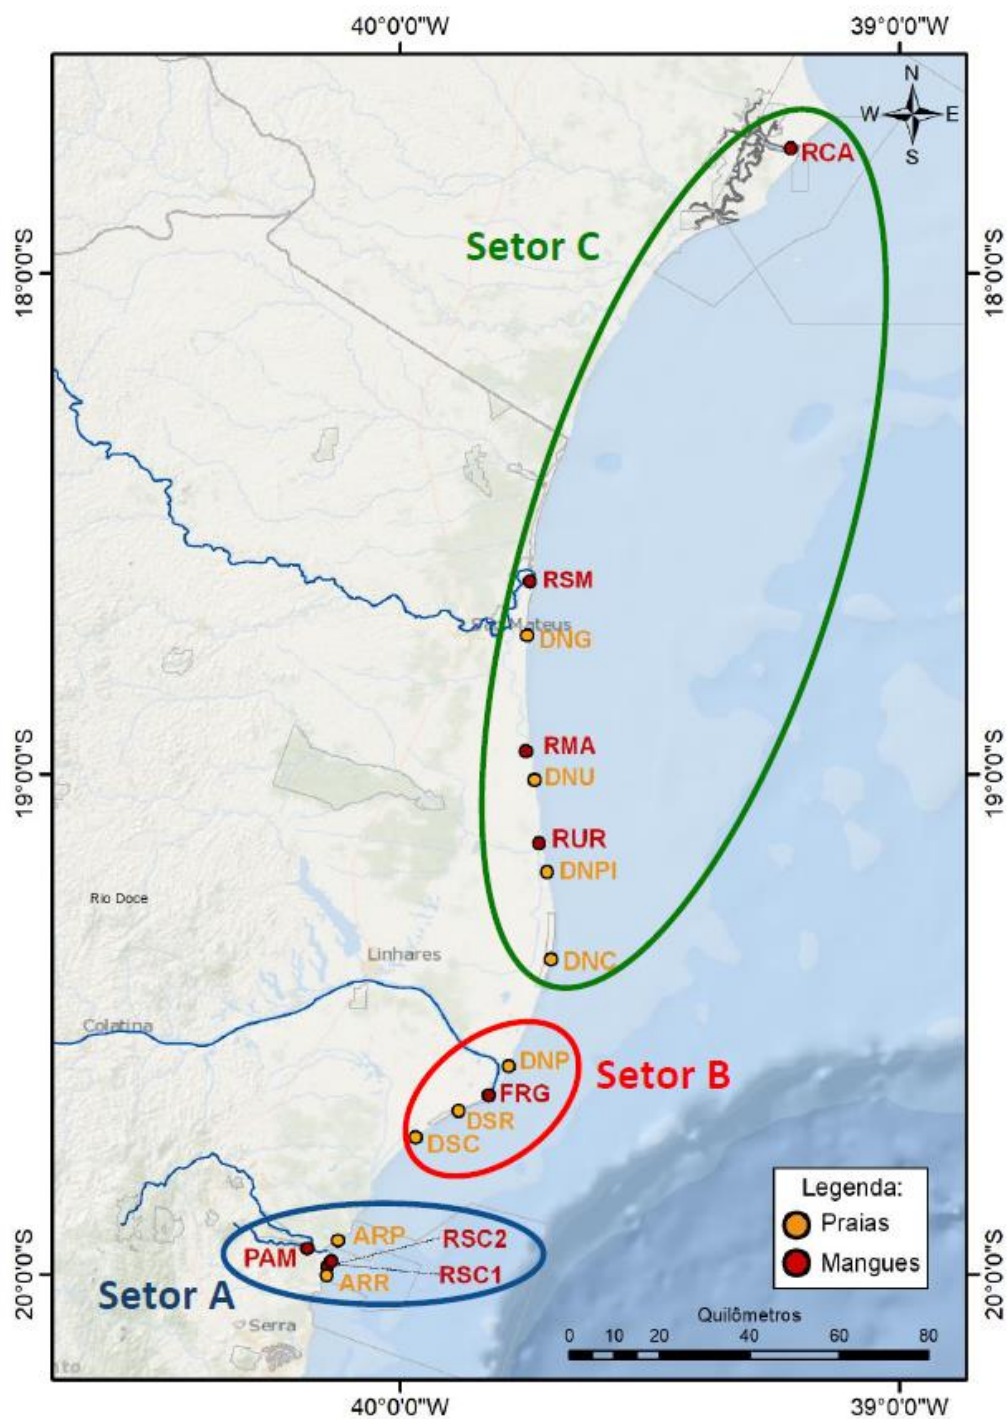 40°0'0"W
39°0'0"W
N
W
E
S
RCA
Setor C
18°0'0"S
18°0'0"S
RSM
São Mateus
DNG
RMA
19°0'0"S
19°0'0"S
DNU
RUR
DNPI
Rio Doce
Linhares
DNC
Colatina
DNP
Setor B
FRG
DSR
DSC
Legenda:
Praias
Mangues
ARP
RSC2
PAM
RSC1
ARR
Setor A
20°0'0"S
20°0'0"S
Serra
Quilômetros
0 10 20 40 60 80
40°0'0"W
39°0'0"W